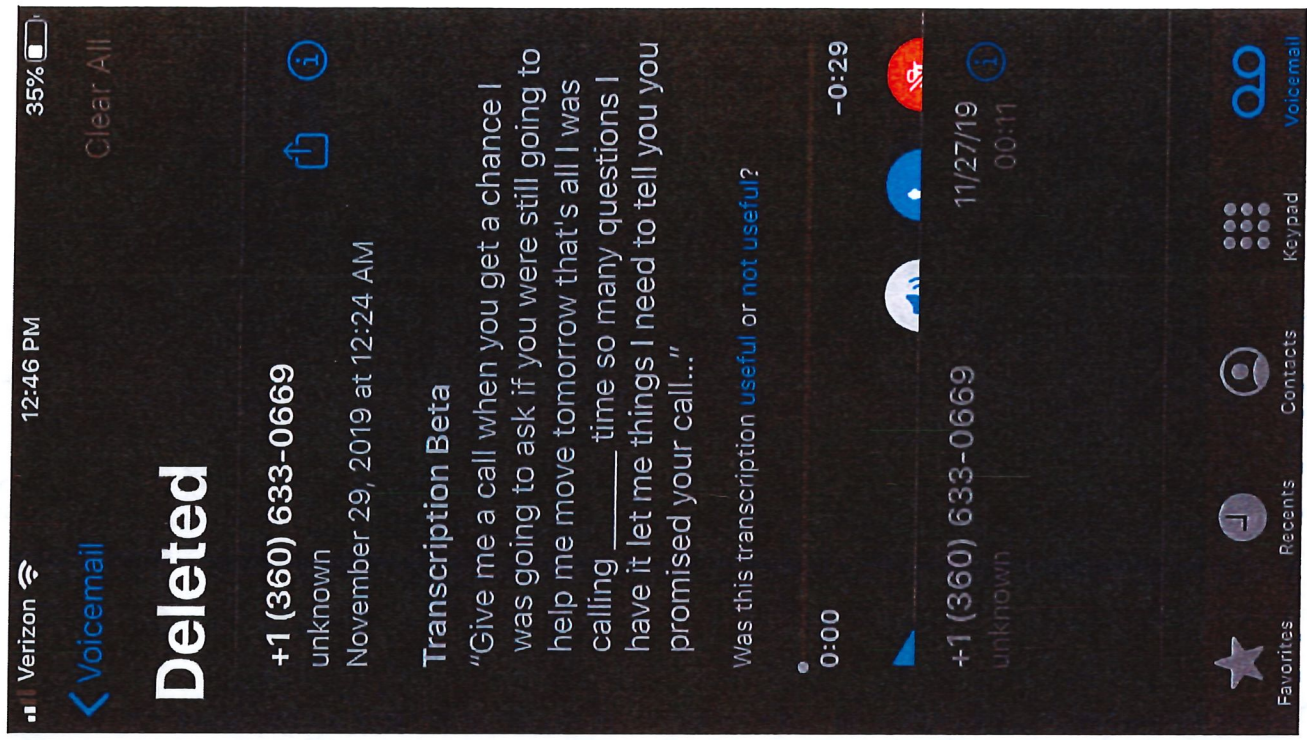 Verizon 12:46 PM 35%
Voicemail Clear All
Deleted
+1 (360) 633-0669
unknown
November 29, 2019 at 12:24 AM
Transcription Beta
“Give me a call when you get a chance I
was going to ask if you were still going to
help me move tomorrow that's all I was
calling ______ time so many questions I
have it let me things I need to tell you you
promised your call...”
Was this transcription useful or not useful?
0:00 -0:29
+1 (360) 633-0669 11/27/19
unknown 00:11
Favorites Recents Contacts Keypad Voicemail